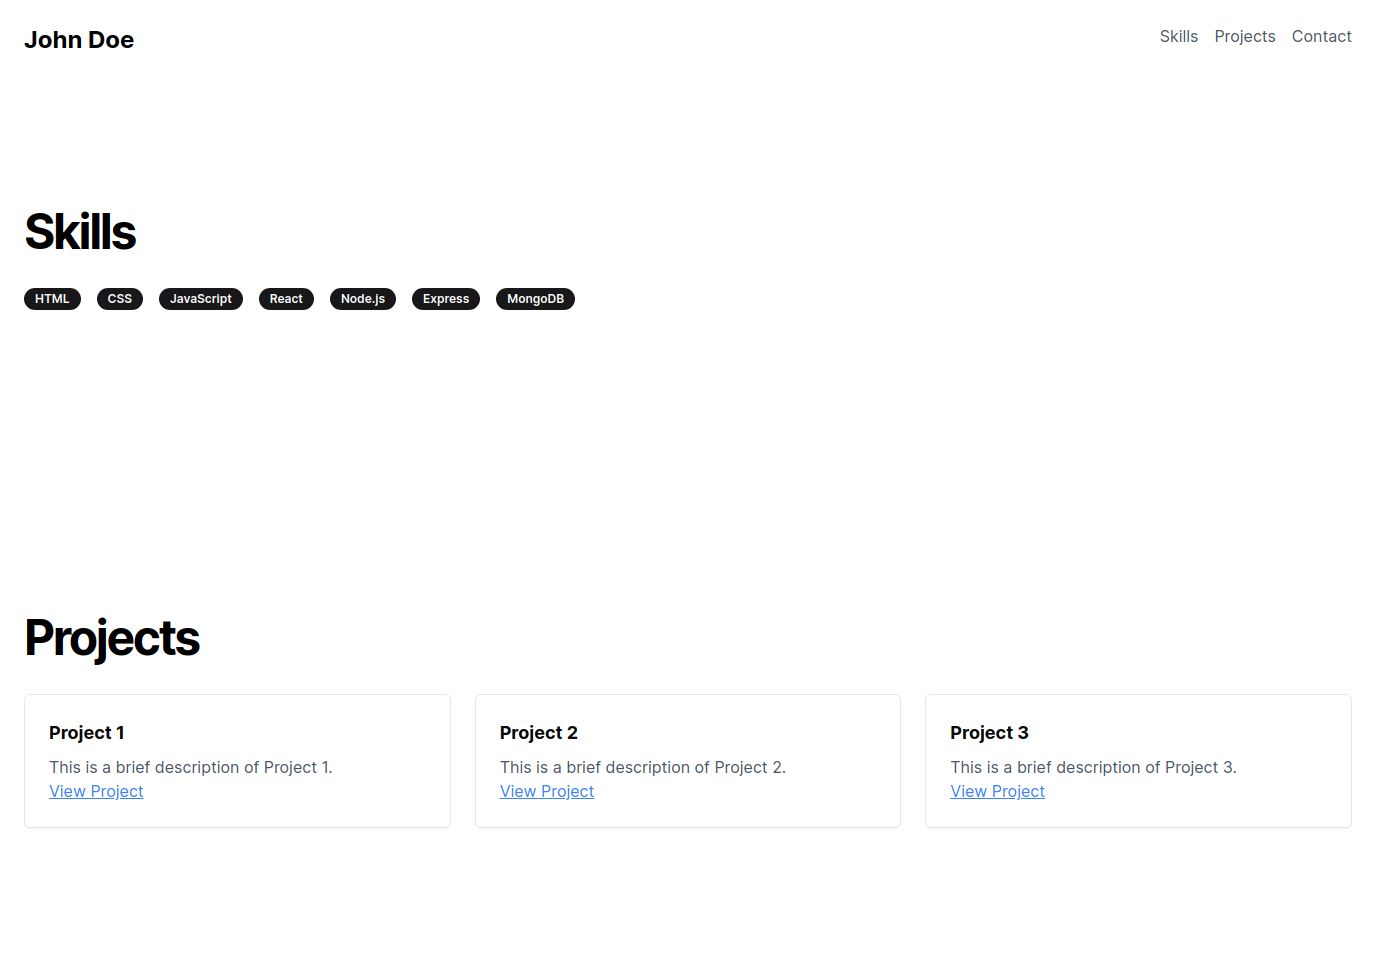 John Doe
Skills Projects Contact
Skills
HTML CSS JavaScript React Node.js Express MongoDB
Projects
Project 1
This is a brief description of Project 1.
View Project
Project 2
This is a brief description of Project 2.
View Project
Project 3
This is a brief description of Project 3.
View Project